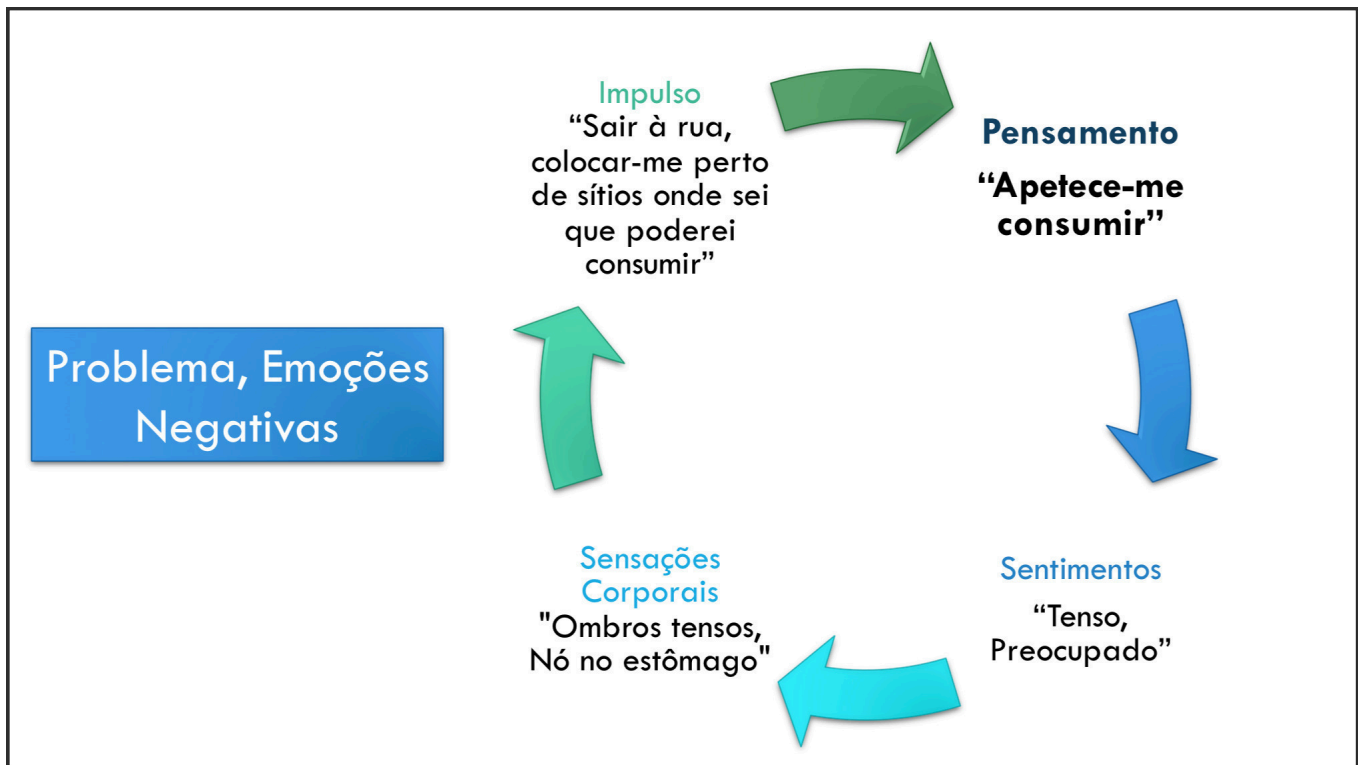 Impulso
“Sair à rua,
colocar-me perto
de sítios onde sei
que poderei
consumir”
Pensamento
“Apetece-me
consumir”
Problema, Emoções
Negativas
Sensações
Corporais
"Ombros tensos,
Nó no estômago"
Sentimentos
“Tenso,
Preocupado”